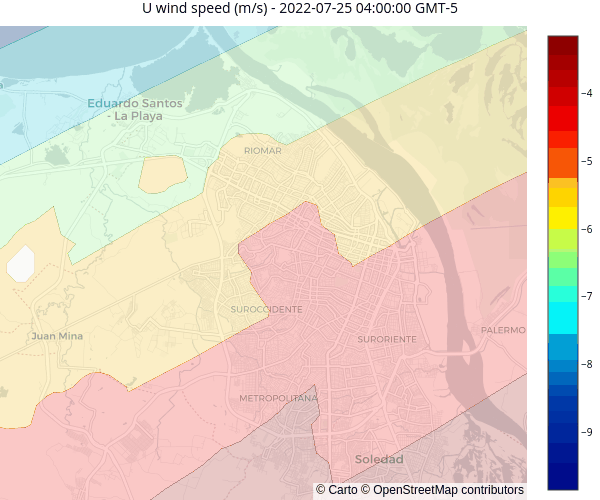 U wind speed (m/s) - 2022-07-25 04:00:00 GMT-5
Eduardo Santos
- La Playa
RIOMAR
SUROCCIDENTE
Juan Mina
SURORIENTE
PALERMO
METROPOLITANA
Soledad
© Carto © OpenStreetMap contributors
−4
−5
−6
−7
−8
−9